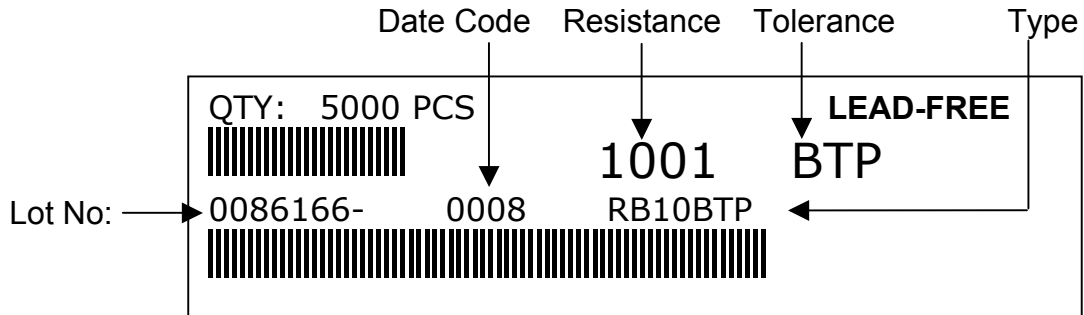 Date Code Resistance Tolerance Type
QTY: 5000 PCS LEAD-FREE
1001 BTP
Lot No: 0086166- 0008 RB10BTP